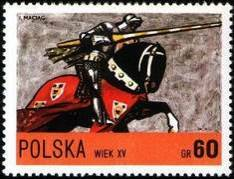 J. MACIĄG
POLSKA WIEK XV GR 60